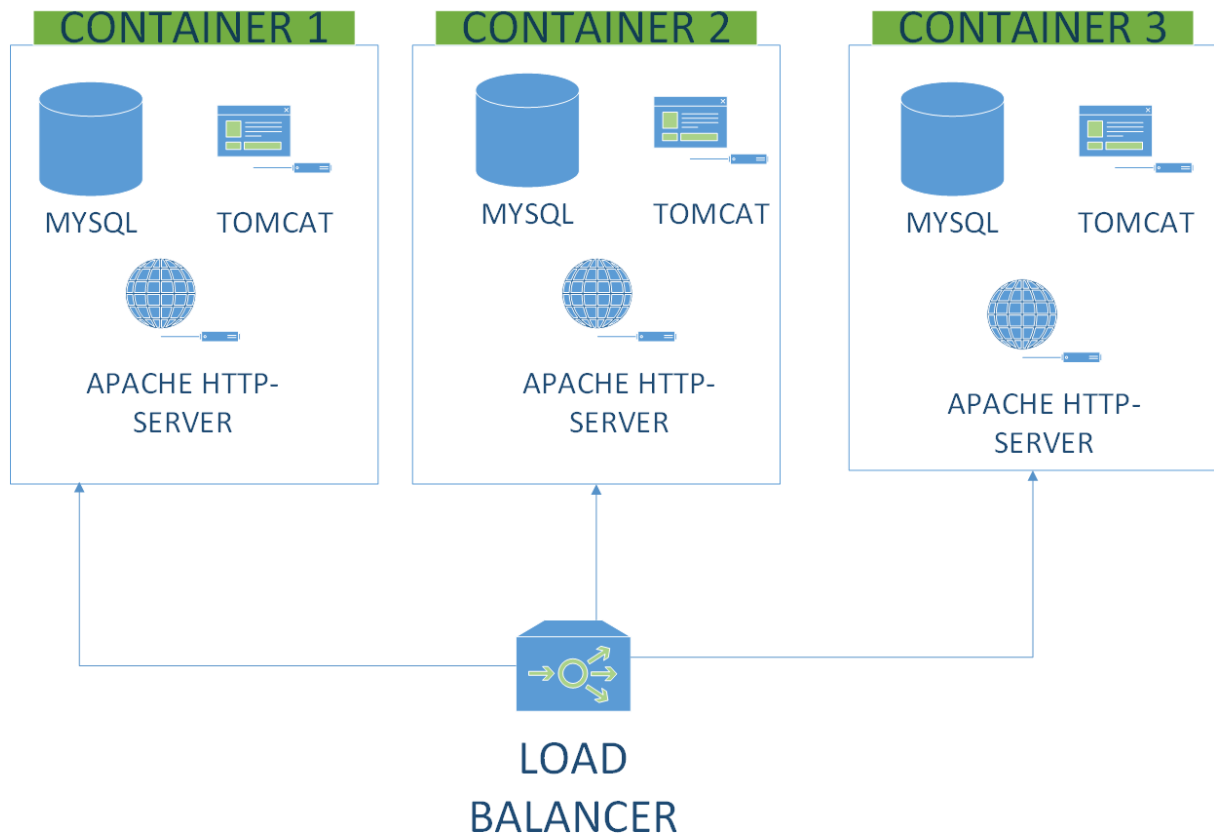 CONTAINER 1
CONTAINER 2
CONTAINER 3
MYSQL
TOMCAT
APACHE HTTP-
SERVER
MYSQL
TOMCAT
APACHE HTTP-
SERVER
MYSQL
TOMCAT
APACHE HTTP-
SERVER
LOAD
BALANCER